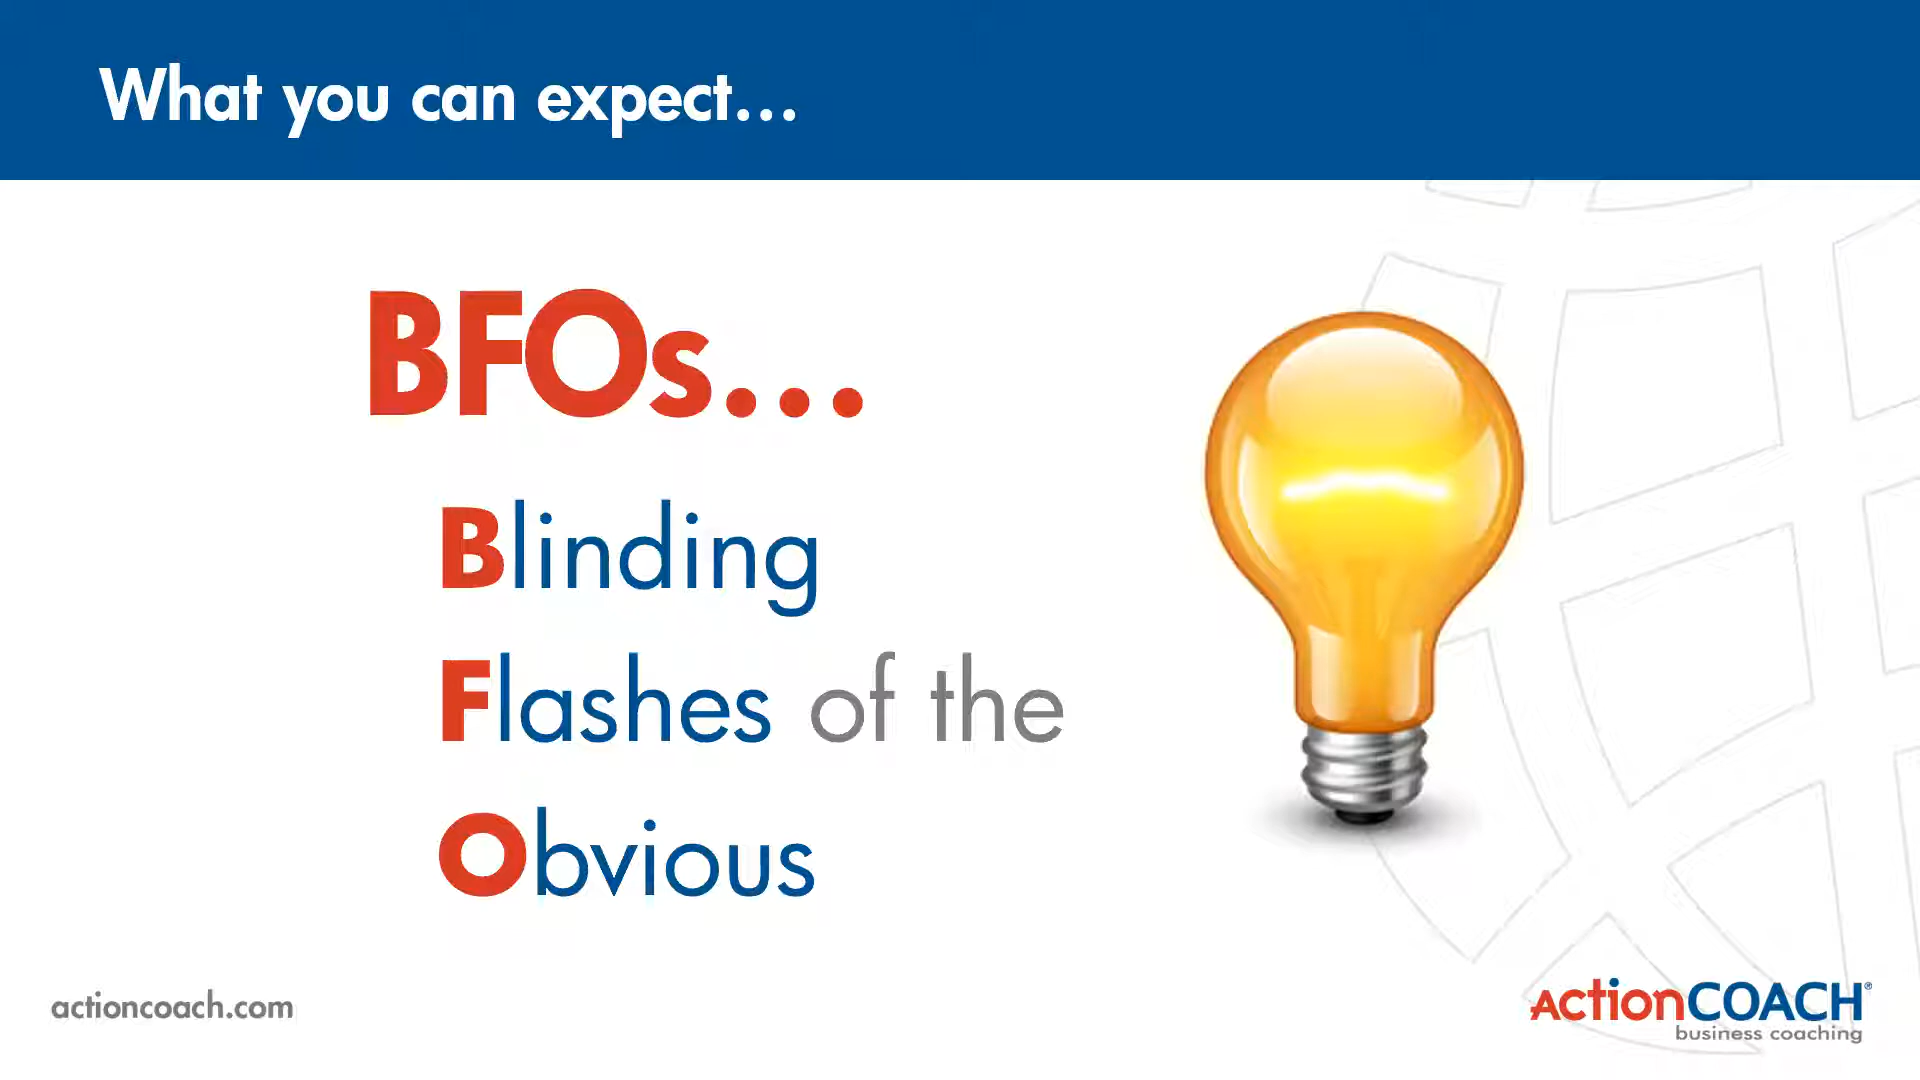 What you can expect...
BFOs...
Blinding
Flashes of the
Obvious
actioncoach.com
ActionCOACH®
business coaching